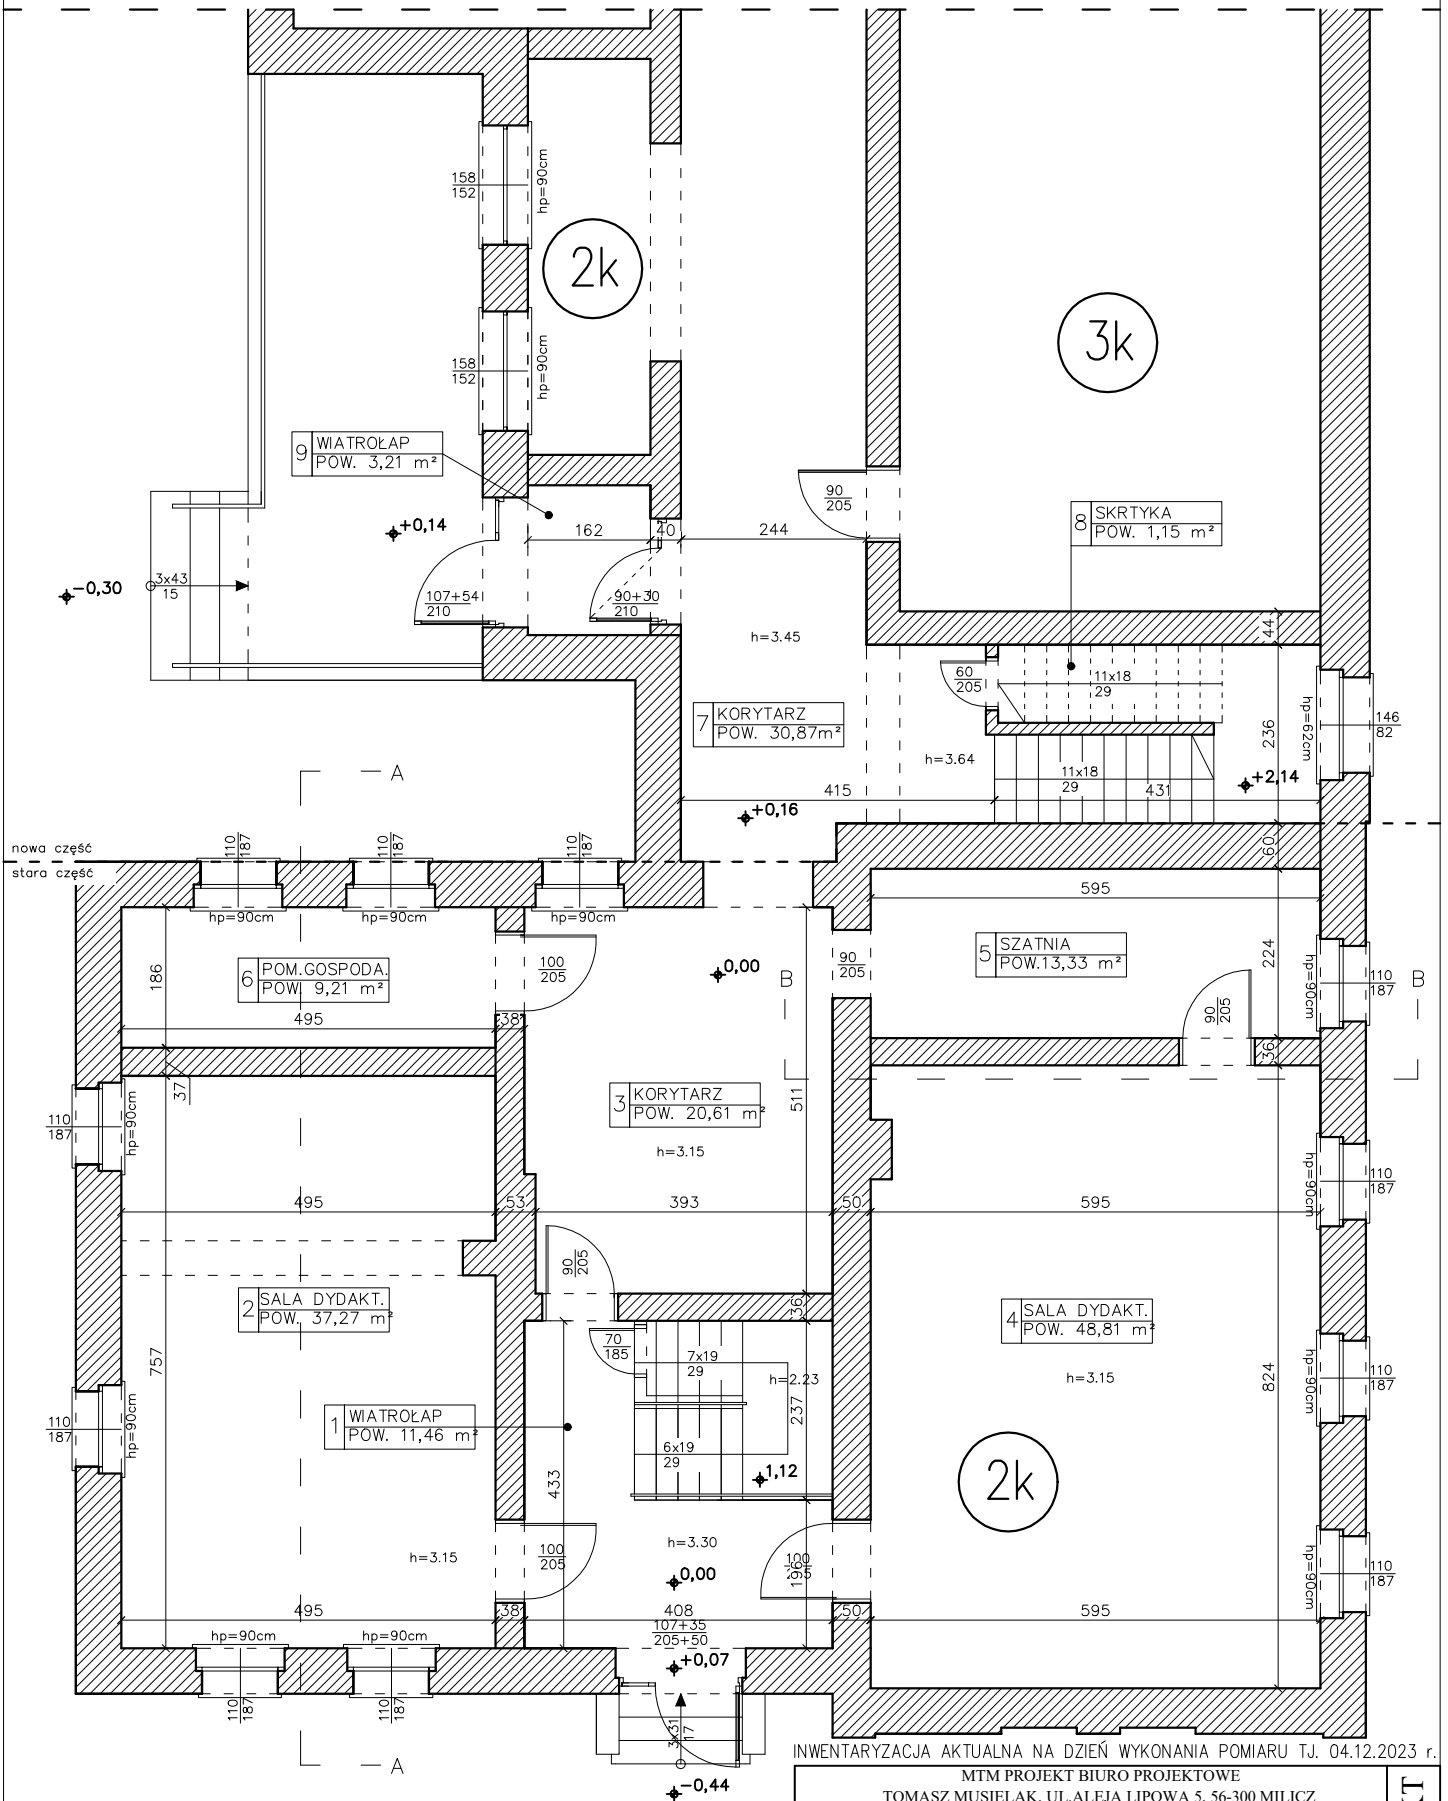 158
152
hp=90cm
2k
3k
158
152
hp=90cm
9 WIATROŁAP
POW. 3,21 m²
90
205
8 SKRTYKA
POW. 1,15 m²
+0,14
162
40
244
-0,30
3x43
15
107+54
210
90+30
210
h=3.45
44
60
205
11x18
29
7 KORYTARZ
POW. 30,87m²
hp=62cm
146
82
236
h=3.64
A
11x18
29
431
+2,14
415
+0,16
nowa część
stara część
110
187
110
187
110
187
60
hp=90cm
hp=90cm
hp=90cm
595
5 SZATNIA
POW.13,33 m²
224
186
6 POM.GOSPODA.
POW. 9,21 m²
100
205
0,00
90
205
B
hp=90cm
110
187
B
495
38
90
205
36
37
110
187
hp=90cm
3 KORYTARZ
POW. 20,61 m²
511
h=3.15
hp=90cm
110
187
495
53
393
50
595
90
205
2 SALA DYDAKT.
POW. 37,27 m²
36
4 SALA DYDAKT.
POW. 48,81 m²
757
70
185
7x19
29
h=2.23
h=3.15
824
hp=90cm
110
187
237
110
187
hp=90cm
1 WIATROŁAP
POW. 11,46 m²
6x19
29
1,12
433
2k
h=3.15
100
205
h=3.30
196
0,00
hp=90cm
110
187
495
38
408
50
595
107+35
205+50
hp=90cm
hp=90cm
+0,07
110
187
110
187
3x31
17
A
-0,44
INWENTARYZACJA AKTUALNA NA DZIEŃ WYKONANIA POMIARU TJ. 04.12.2023 r.
MTM PROJEKT BIURO PROJEKTOWE
TOMASZ MUSIELAK, UL.ALEJA LIPOWA 5, 56-300 MILICZ